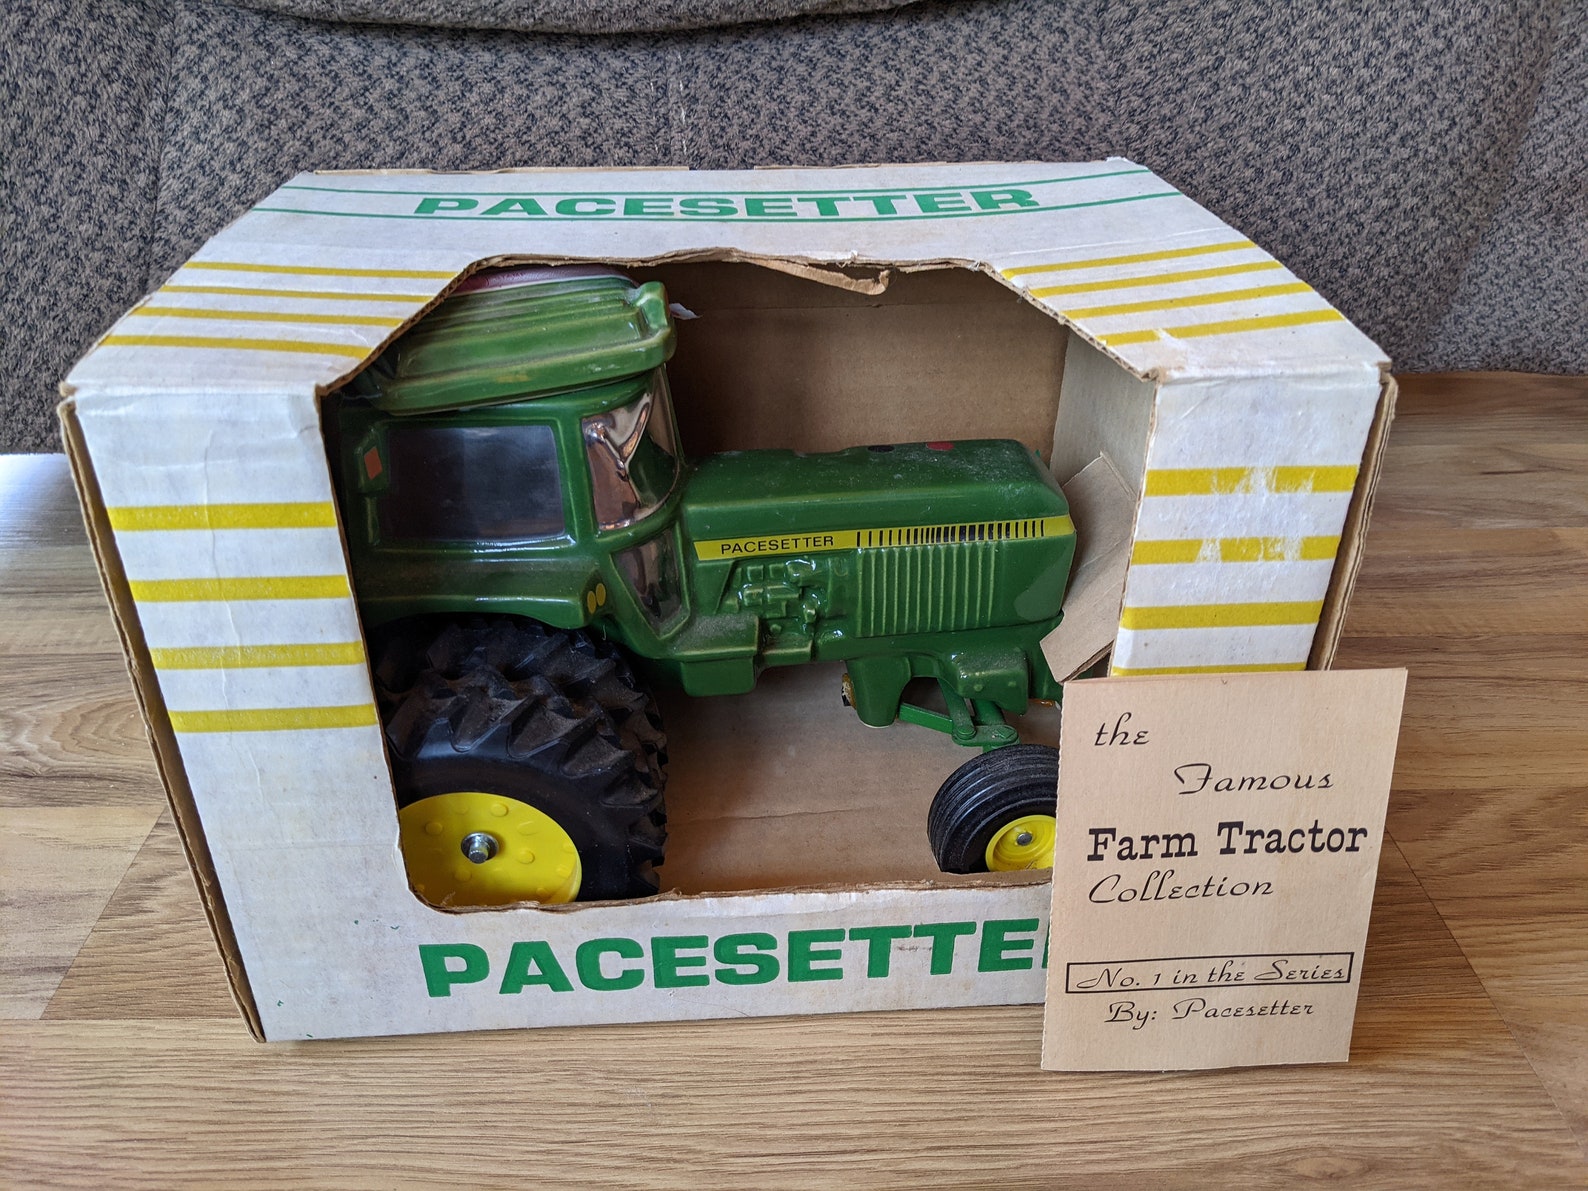 PACESETTER
PACESETTER
PACESETTE
the
Famous
Farm Tractor
Collection
No. 1 in the Series
By: Pacesetter